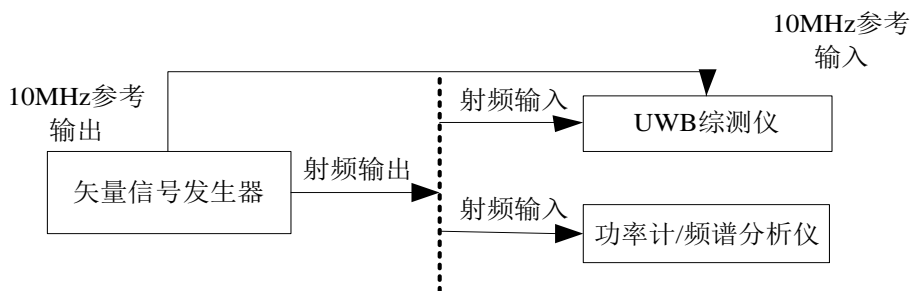 10MHz参考
输入
10MHz参考
输出
射频输入
UWB综测仪
矢量信号发生器
射频输出
射频输入
功率计/频谱分析仪